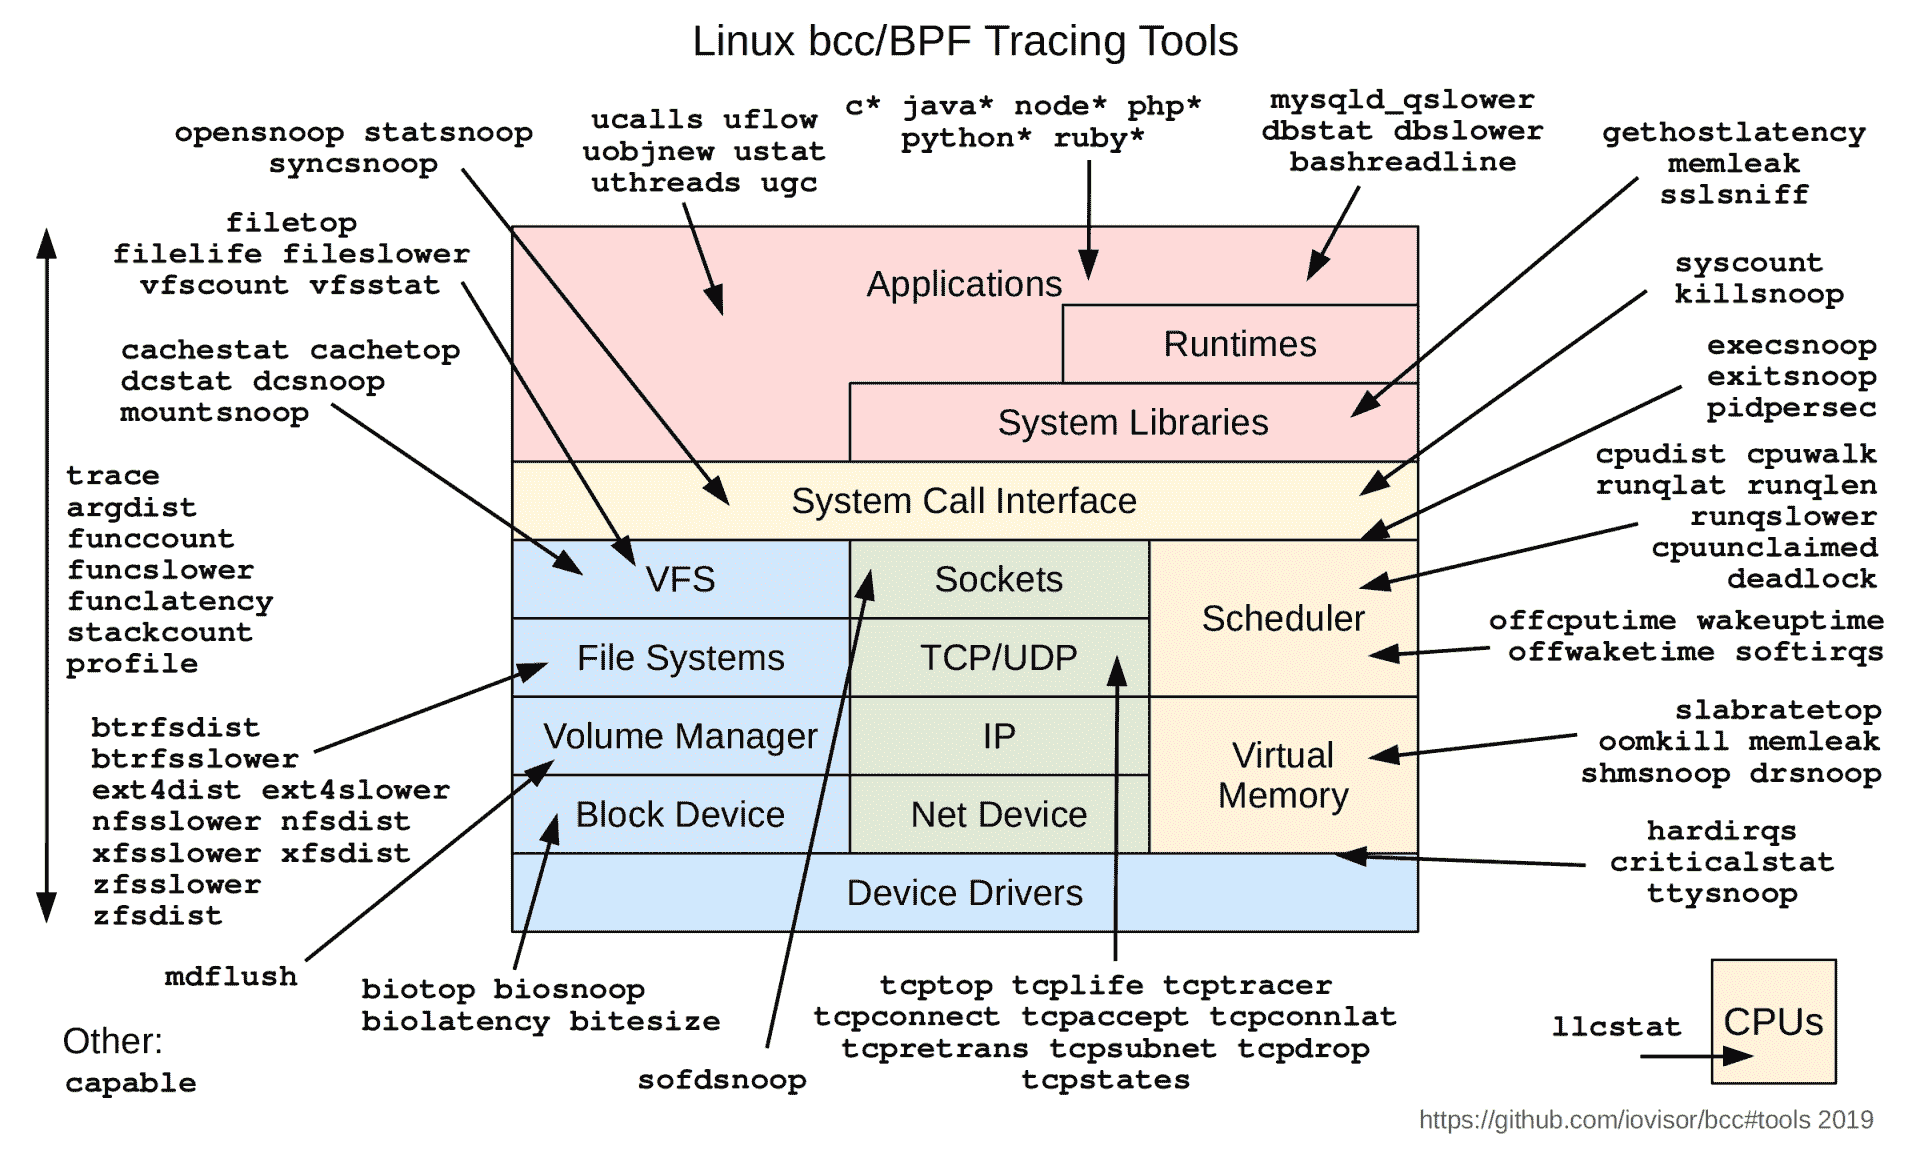 Linux bcc/BPF Tracing Tools
opensnoop statsnoop
syncsnoop
ucalls uflow
uobjnew ustat
uthreads ugc
c* java* node* php*
python* ruby*
mysqld_qslower
dbstat dbslower
bashreadline
gethostlatency
memleak
sslsniff
filetop
filelife fileslower
vfscount vfsstat
syscount
killsnoop
cachestat cachetop
dcstat dcsnoop
mountsnoop
execsnoop
exitsnoop
pidpersec
trace
argdist
funccount
funcslower
funclatency
stackcount
profile
cpudist cpuwalk
runqlat runqlen
runqslower
cpuunclaimed
deadlock
offcputime wakeuptime
offwaketime softirqs
btrfsdist
btrfsslower
ext4dist ext4slower
nfsslower nfsdist
xfsslower xfsdist
zfsslower
zfsdist
slabratetop
oomkill memleak
shmsnoop drsnoop
hardirqs
criticalstat
ttysnoop
Applications
Runtimes
System Libraries
System Call Interface
VFS
Sockets
Scheduler
File Systems
TCP/UDP
Volume Manager
IP
Virtual
Memory
Block Device
Net Device
Device Drivers
mdflush
biotop biosnoop
biolatency bitesize
sofdsnoop
tcptop tcplife tcptracer
tcpconnect tcpaccept tcpconnlat
tcpretrans tcpsubnet tcpdrop
tcpstates
llcstat
CPUs
Other:
capable
https://github.com/iovisor/bcc#tools 2019